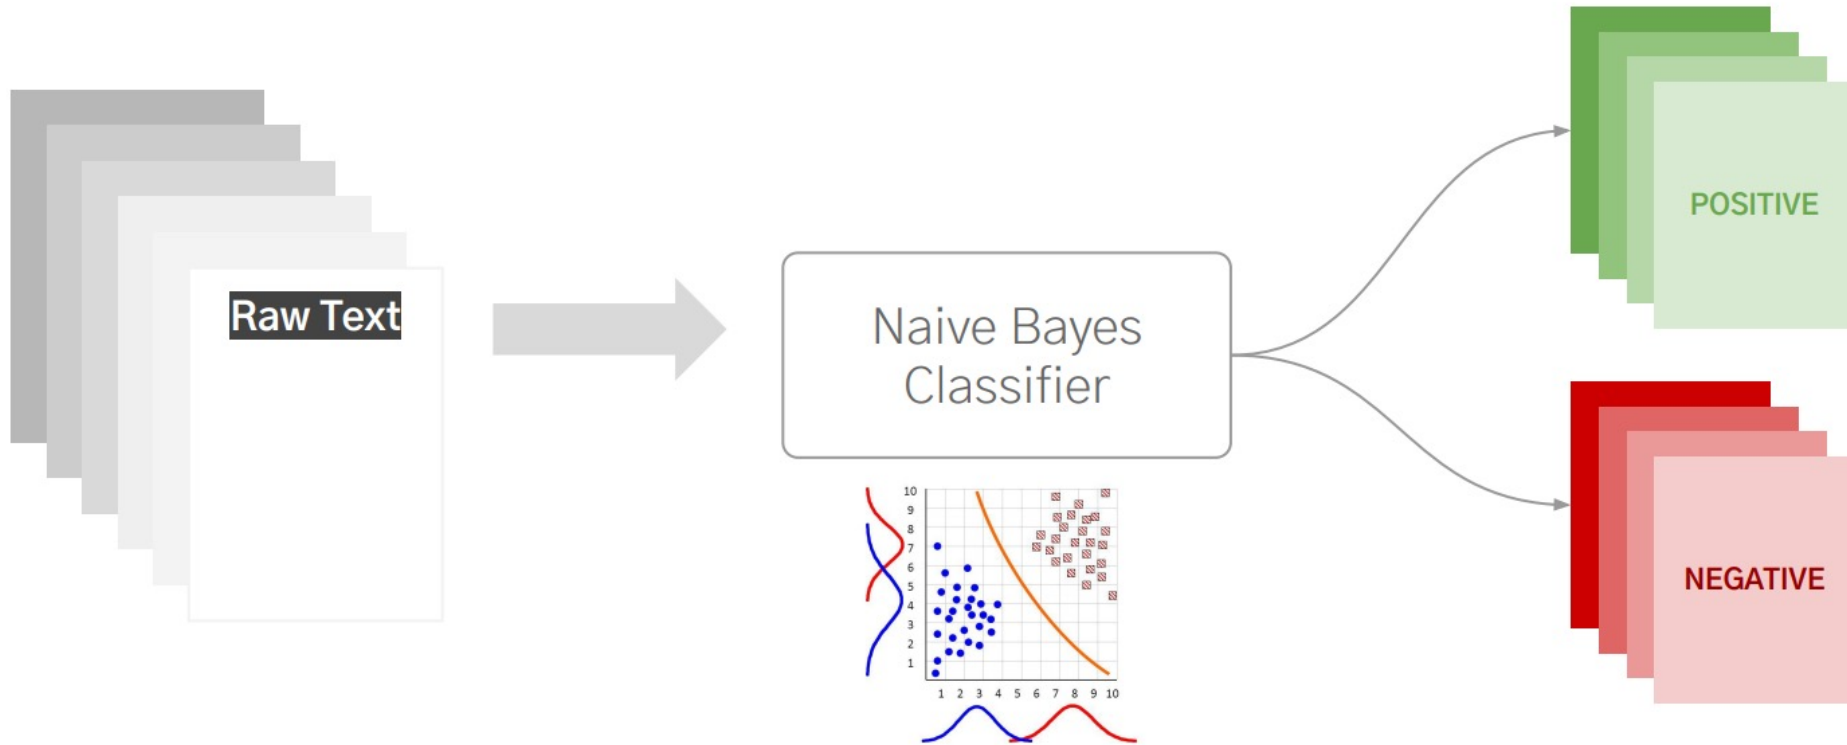 Raw Text
Naive Bayes
Classifier
POSITIVE
NEGATIVE
10
9
8
7
6
5
4
3
2
1
1 2 3 4 5 6 7 8 9 10